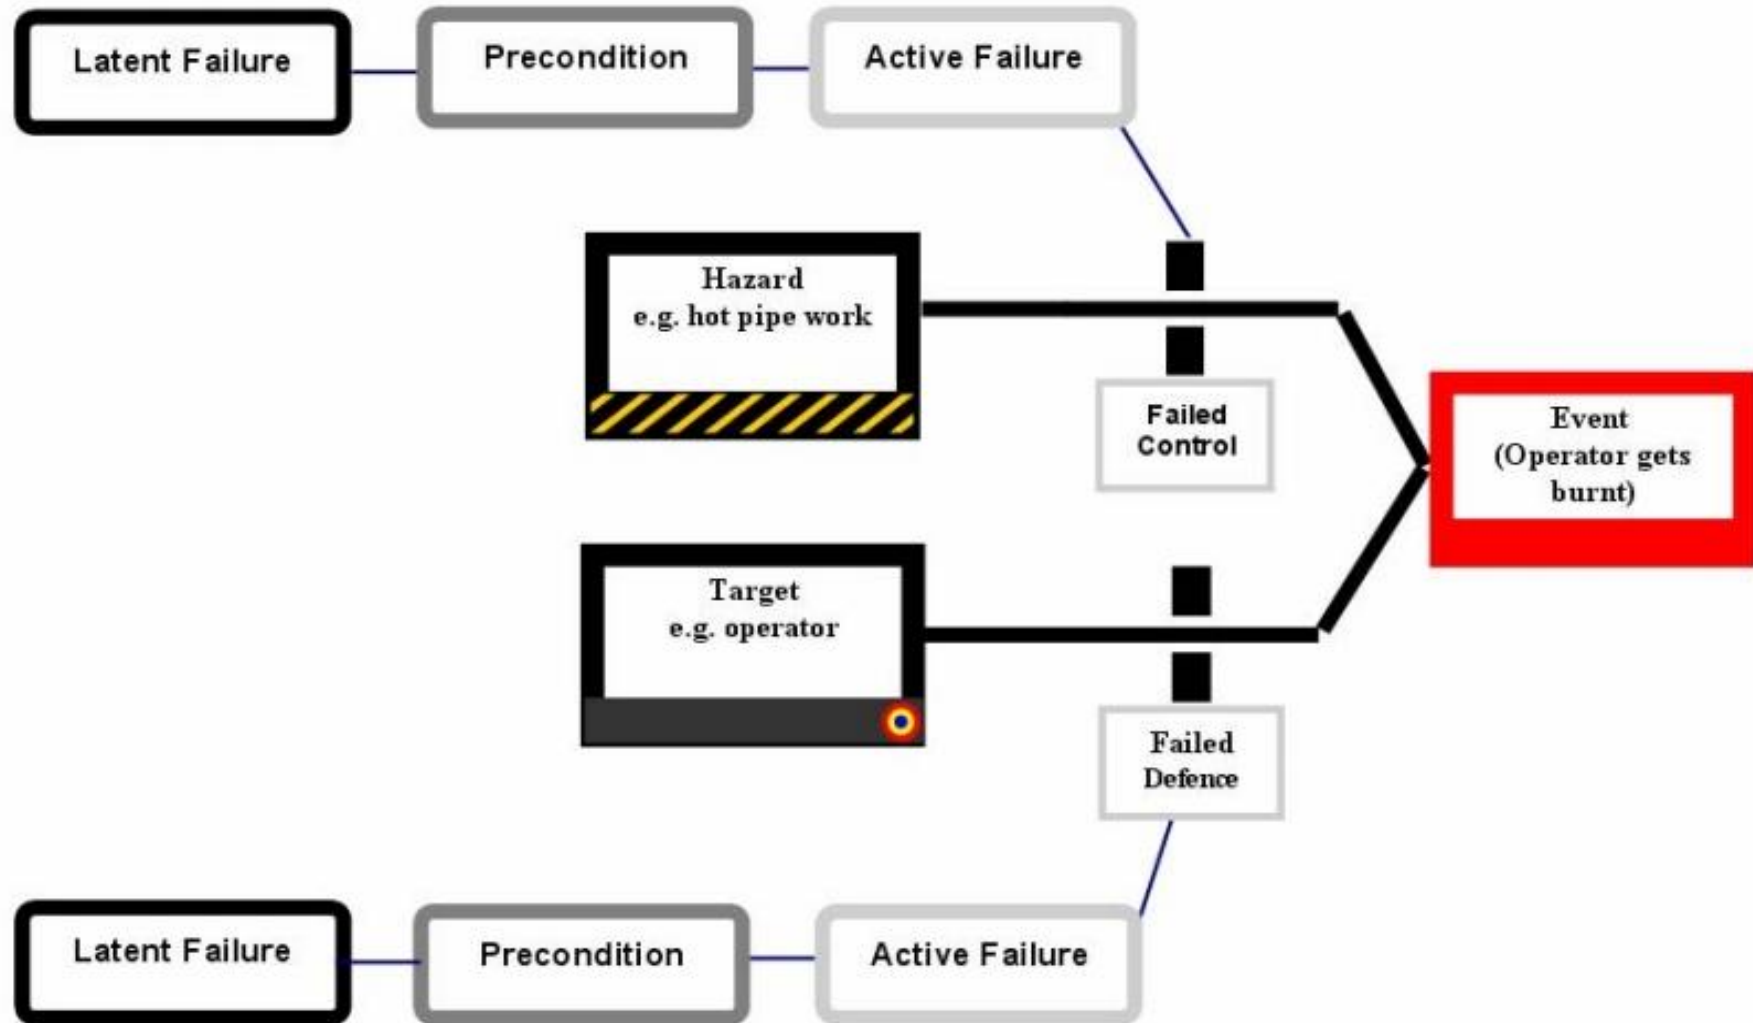 Latent Failure
Precondition
Active Failure
Hazard
e.g. hot pipe work
Failed
Control
Event
(Operator gets
burnt)
Target
e.g. operator
Failed
Defence
Latent Failure
Precondition
Active Failure